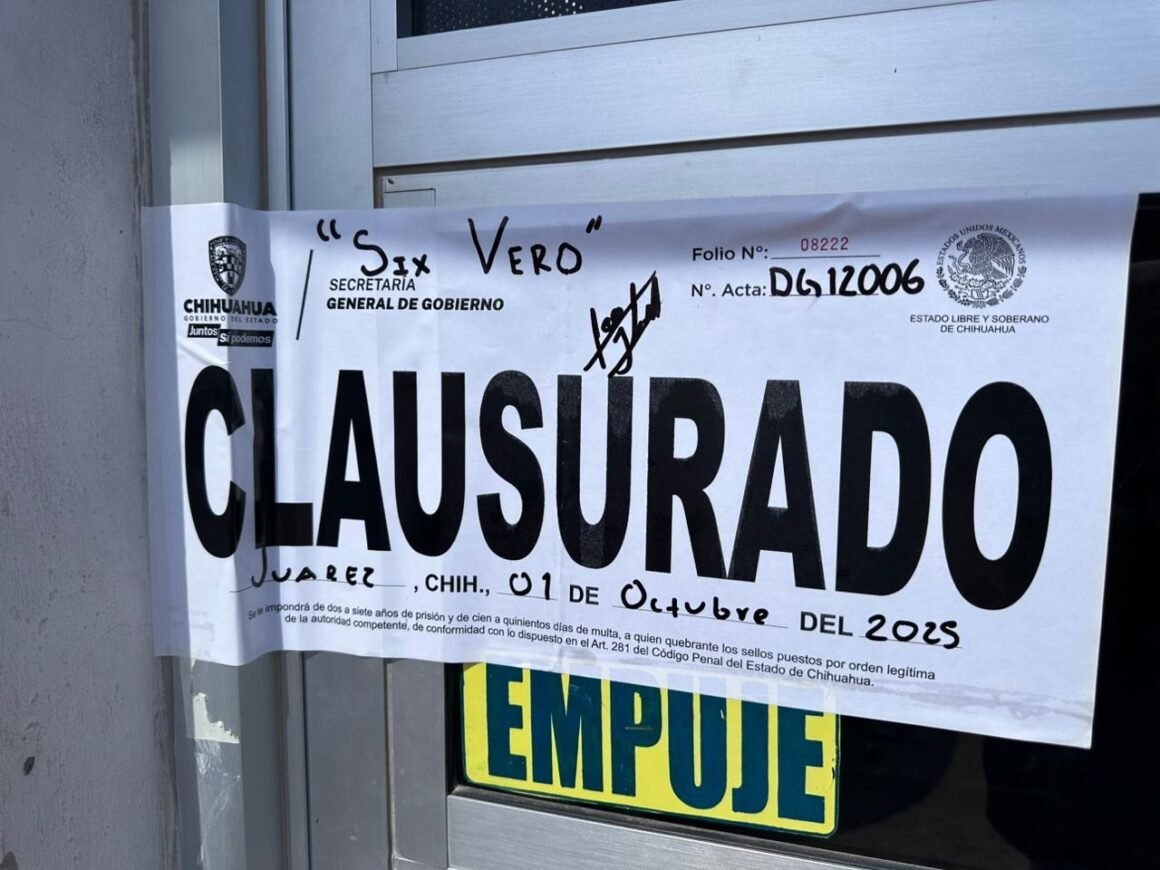 "Six Vero"
SECRETARÍA
GENERAL DE GOBIERNO
CHIHUAHUA
GOBIERNO DEL ESTADO
Juntos Sí podemos
Folio Nº: 08222
Nº. Acta: DG12006
ESTADOS UNIDOS MEXICANOS
ESTADO LIBRE Y SOBERANO
DE CHIHUAHUA
CLAUSURADO
JUAREZ, CHIH., 01 DE Octubre DEL 2025
Se le impondrá de dos a siete años de prisión y de cien a quinientos días de multa, a quien quebrante los sellos puestos por orden legítima
de la autoridad competente, de conformidad con lo dispuesto en el Art. 281 del Código Penal del Estado de Chihuahua.
EMPUJE